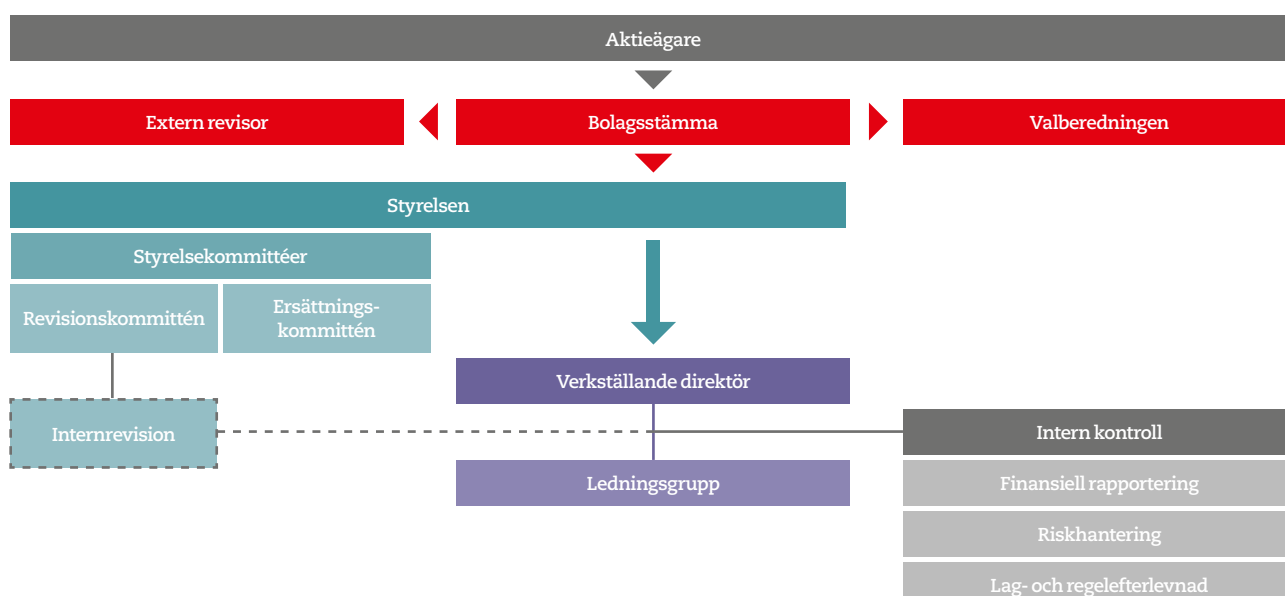 Aktieägare
Extern revisor
Bolagsstämma
Valberedningen
Styrelsen
Styrelsekommittéer
Revisionskommittén
Ersättnings-
kommittén
Verkställande direktör
Internrevision
Intern kontroll
Ledningsgrupp
Finansiell rapportering
Riskhantering
Lag- och regelefterlevnad